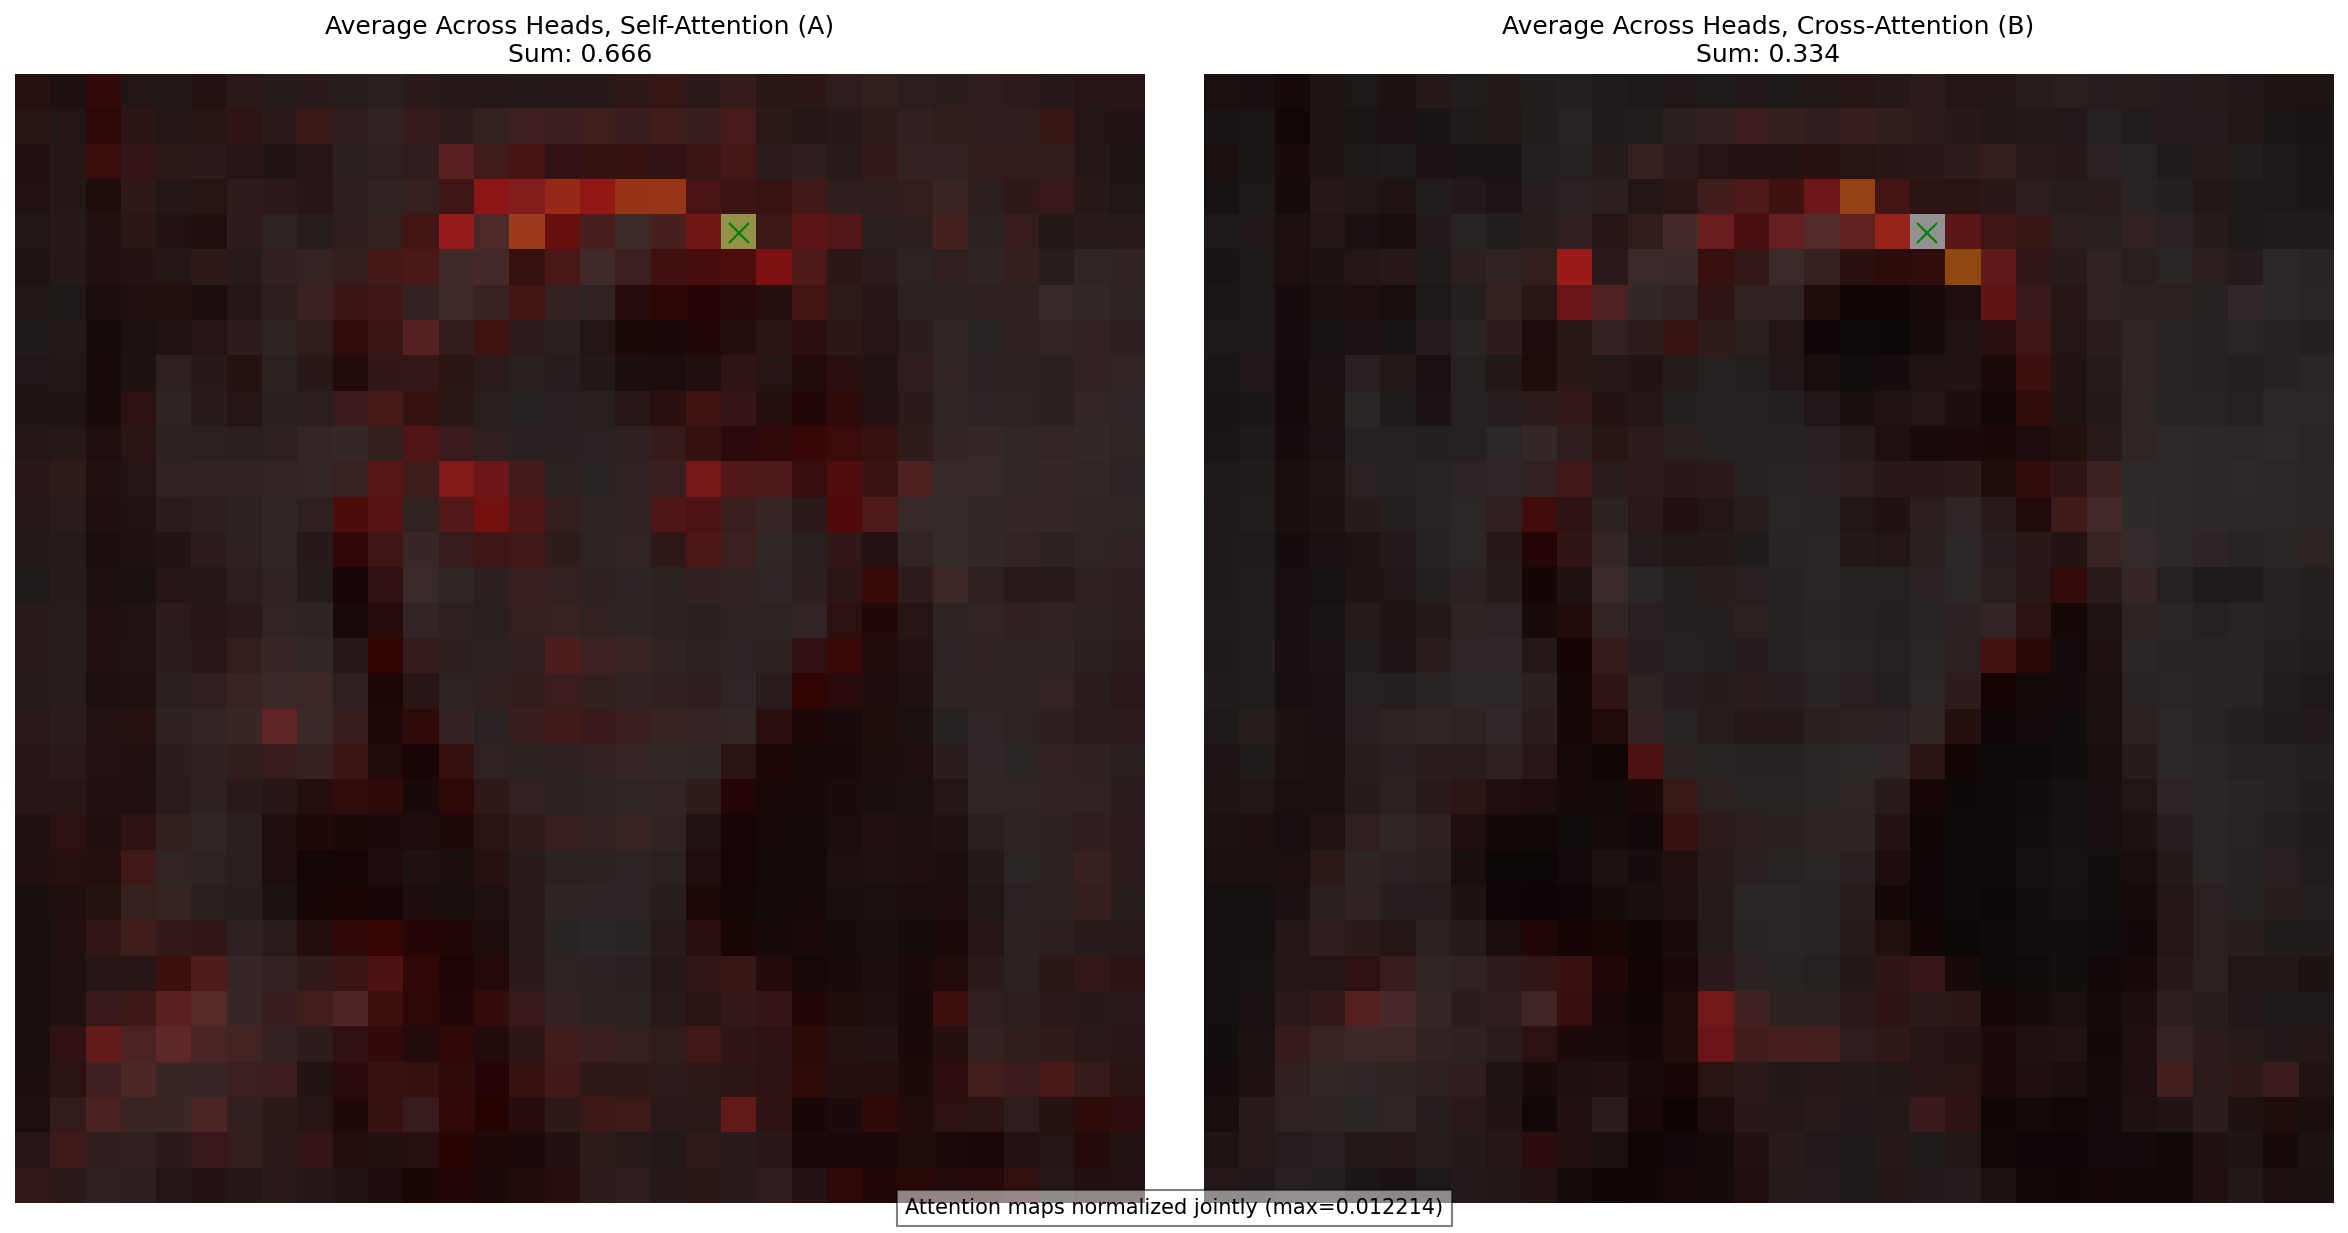 Average Across Heads, Self-Attention (A)
Sum: 0.666
Average Across Heads, Cross-Attention (B)
Sum: 0.334
Attention maps normalized jointly (max=0.012214)